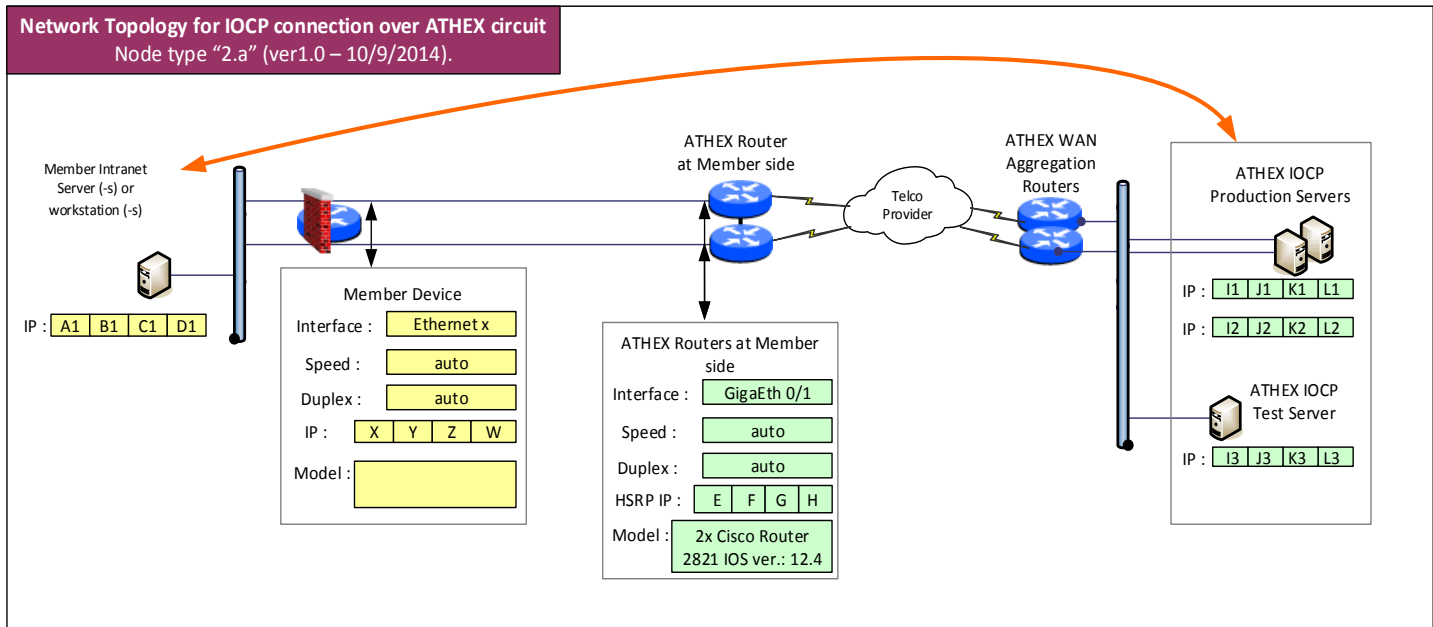 Network Topology for IOCP connection over ATHEX circuit
Node type “2.a” (ver1.0 – 10/9/2014).
Member Intranet
Server (-s) or
workstation (-s)
IP : A1 B1 C1 D1
Member Device
Interface : Ethernet x
Speed : auto
Duplex : auto
IP : X Y Z W
Model :
ATHEX Router
at Member side
ATHEX Routers at Member
side
Interface : GigaEth 0/1
Speed : auto
Duplex : auto
HSRP IP : E F G H
Model : 2x Cisco Router
2821 IOS ver.: 12.4
Telco
Provider
ATHEX WAN
Aggregation
Routers
ATHEX IOCP
Production Servers
IP : I1 J1 K1 L1
IP : I2 J2 K2 L2
ATHEX IOCP
Test Server
IP : I3 J3 K3 L3